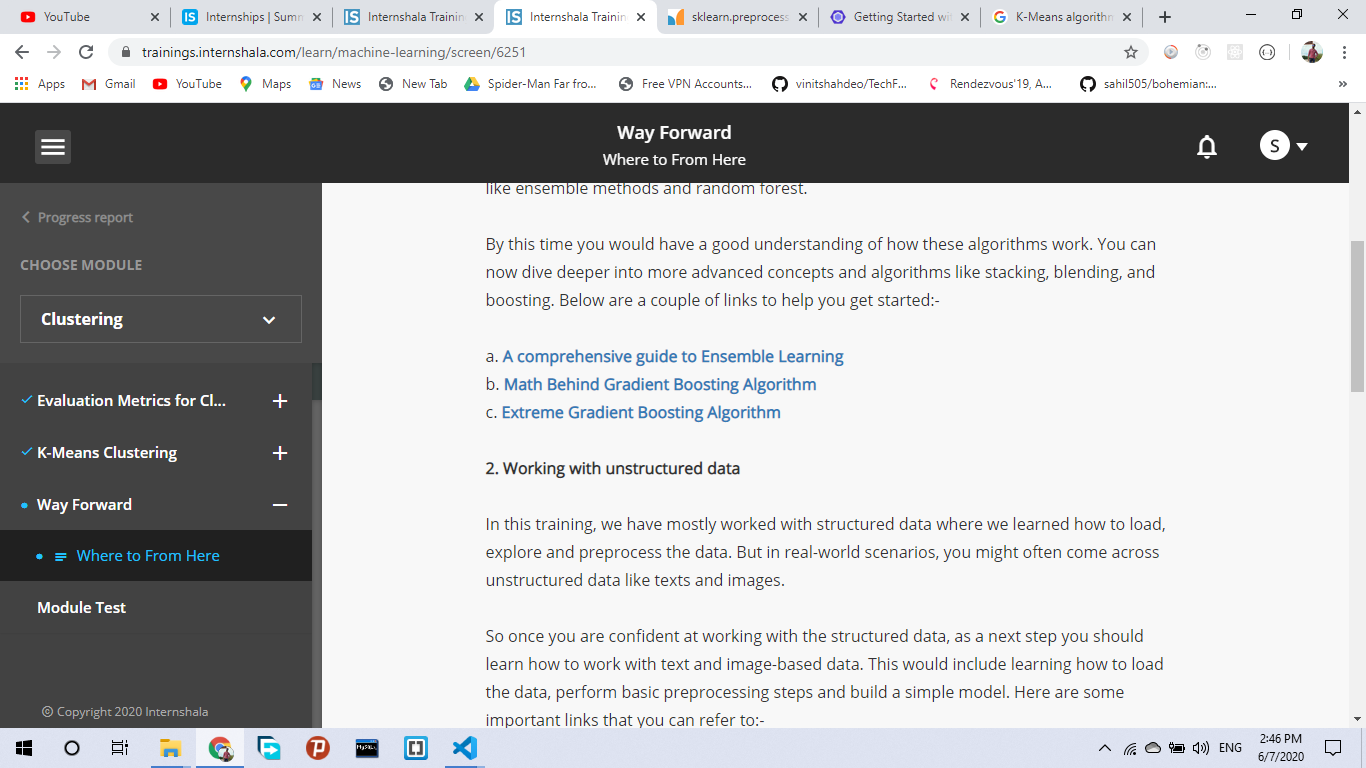 YouTube
Internships | Sum
Internshala Trainin
Internshala Trainin
sklearn.preprocess
Getting Started wi
K-Means algorithm
trainings.internshala.com/learn/machine-learning/screen/6251
Apps
Gmail
YouTube
Maps
News
New Tab
Spider-Man Far fro...
Free VPN Accounts...
vinitshahdeo/TechF...
Rendezvous'19, A...
sahil505/bohemian:...
Way Forward
Where to From Here
S
Progress report
CHOOSE MODULE
Clustering
Evaluation Metrics for Cl...
K-Means Clustering
Way Forward
Where to From Here
Module Test
© Copyright 2020 Internshala
like ensemble methods and random forest.
By this time you would have a good understanding of how these algorithms work. You can
now dive deeper into more advanced concepts and algorithms like stacking, blending, and
boosting. Below are a couple of links to help you get started:-
a. A comprehensive guide to Ensemble Learning
b. Math Behind Gradient Boosting Algorithm
c. Extreme Gradient Boosting Algorithm
2. Working with unstructured data
In this training, we have mostly worked with structured data where we learned how to load,
explore and preprocess the data. But in real-world scenarios, you might often come across
unstructured data like texts and images.
So once you are confident at working with the structured data, as a next step you should
learn how to work with text and image-based data. This would include learning how to load
the data, perform basic preprocessing steps and build a simple model. Here are some
important links that you can refer to:-
ENG
2:46 PM
6/7/2020